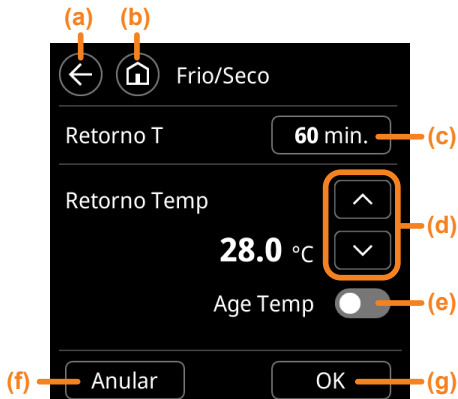 (a) (b)
Frio/Seco
Retorno T 60 min. (c)
Retorno Temp
(d)
28.0 °C
Age Temp (e)
(f) Anular OK (g)